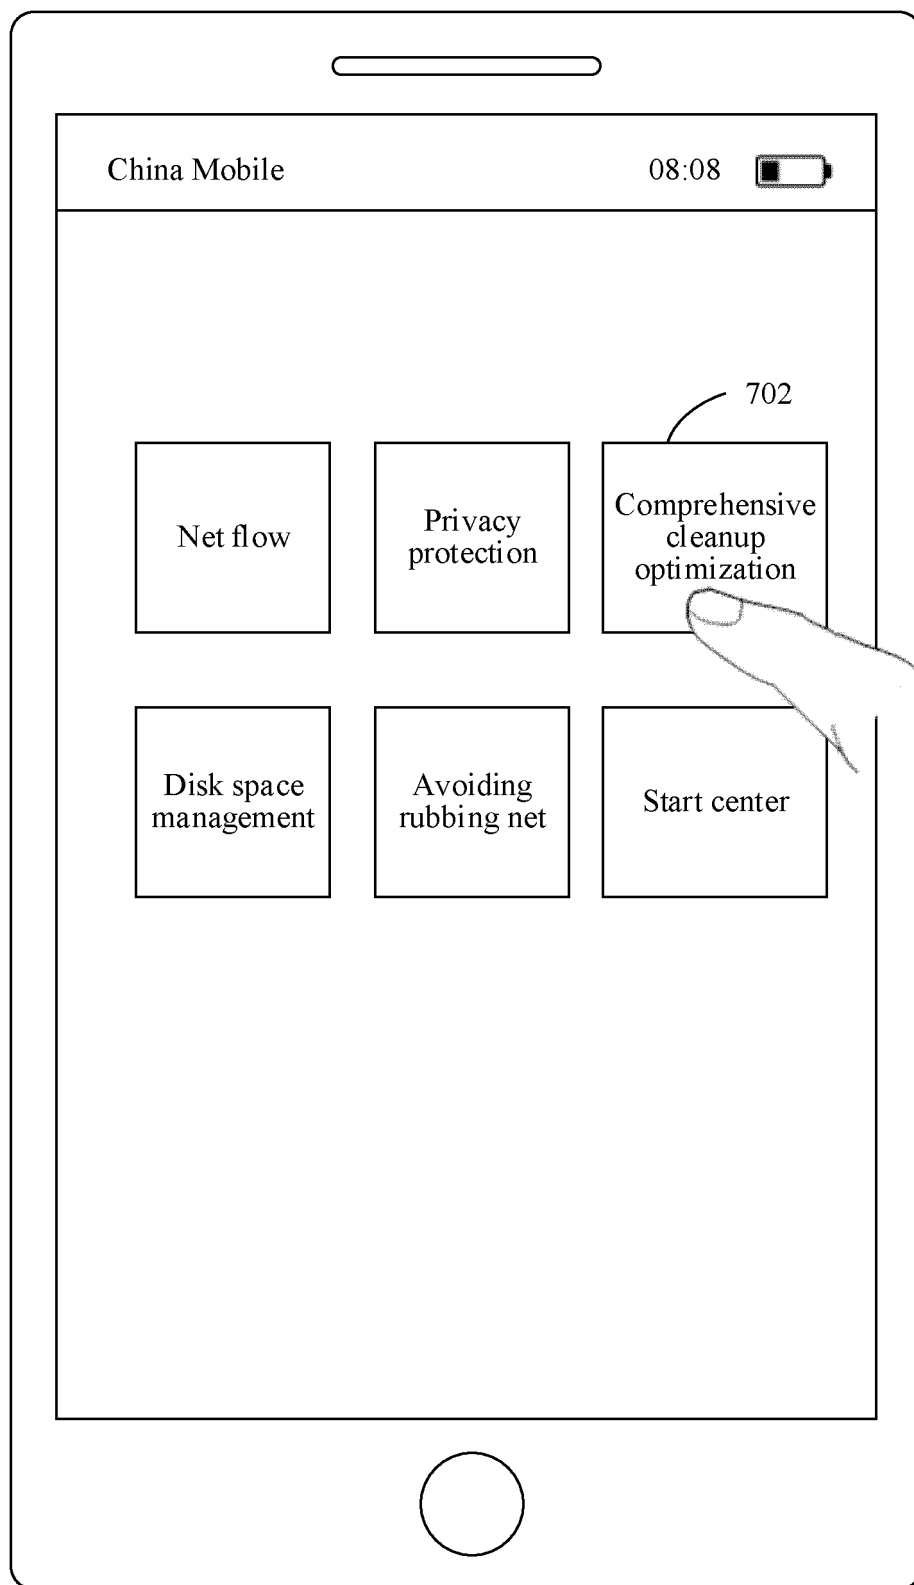 China Mobile 08:08
702
Net flow
Privacy
protection
Comprehensive
cleanup
optimization
Disk space
management
Avoiding
rubbing net
Start center